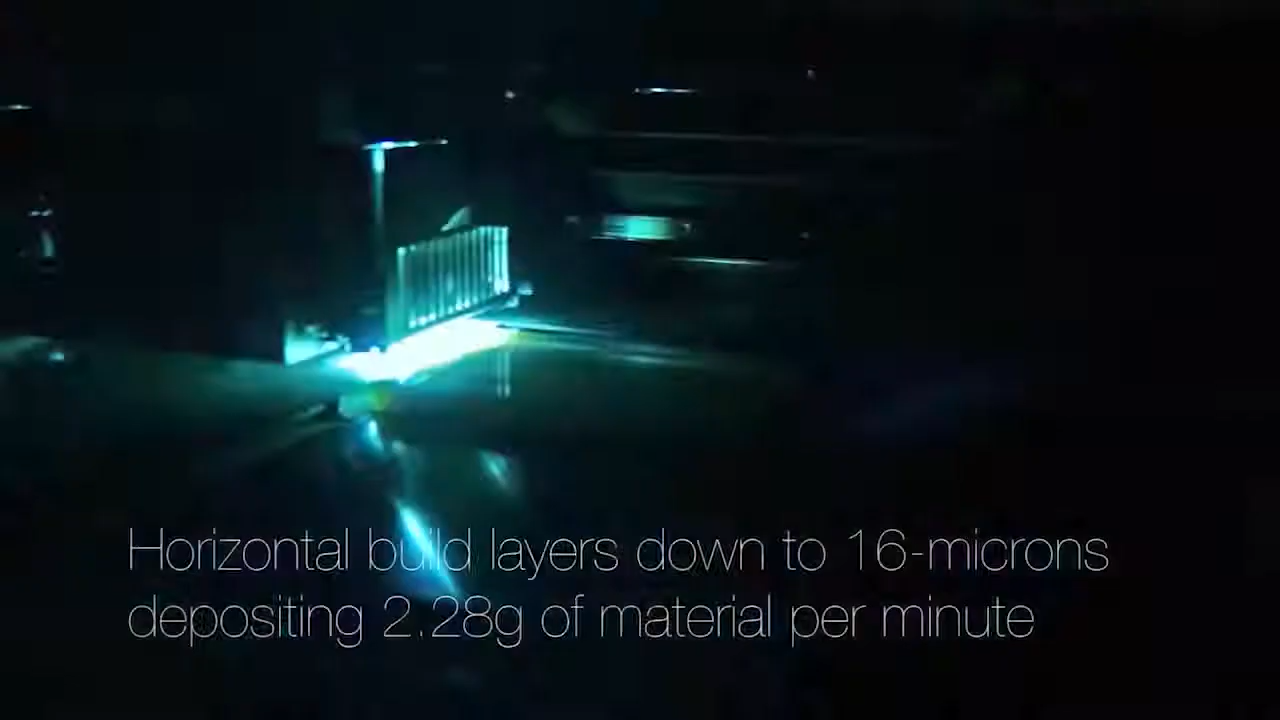 Horizontal build layers down to 16-microns
depositing 2.28g of material per minute